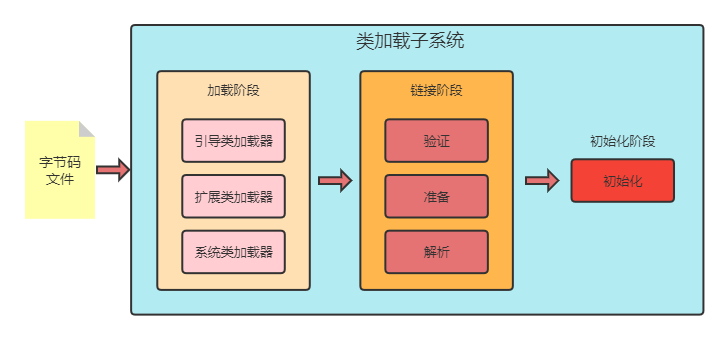 类加载子系统
字节码
文件
加载阶段
引导类加载器
扩展类加载器
系统类加载器
链接阶段
验证
准备
解析
初始化阶段
初始化